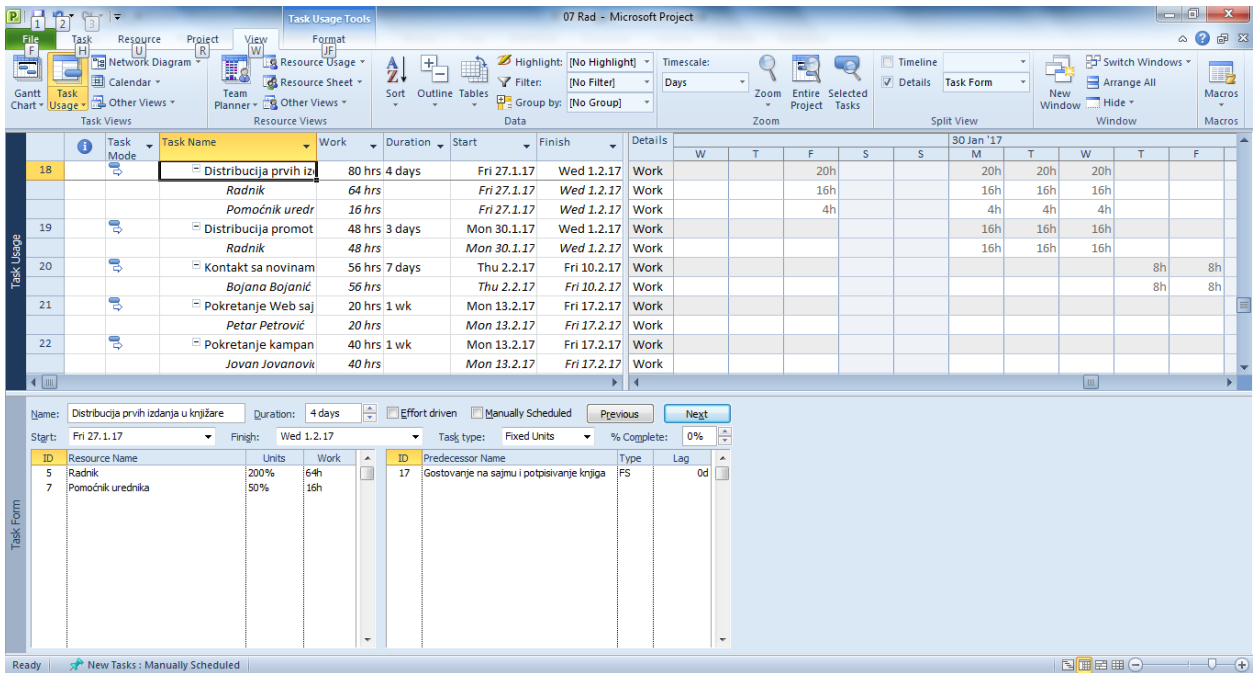 07 Rad - Microsoft Project
Task Usage Tools
1 2 3
File Task Resource Project View Format
F H U R W JF
Gantt Chart
Task Usage
Network Diagram
Calendar
Other Views
Task Views
Team Planner
Resource Usage
Resource Sheet
Other Views
Resource Views
Sort
Outline
Tables
Highlight: [No Highlight]
Filter: [No Filter]
Group by: [No Group]
Data
Timescale:
Days
Zoom
Entire Project
Selected Tasks
Zoom
Timeline
Details Task Form
Split View
New Window
Switch Windows
Arrange All
Hide
Window
Macros
Macros
Task Mode Task Name Work Duration Start Finish Details 30 Jan '17
W T F S S M T W T F
18 Distribucija prvih izd 80 hrs 4 days Fri 27.1.17 Wed 1.2.17 Work 20h 20h 20h 20h
Radnik 64 hrs Fri 27.1.17 Wed 1.2.17 Work 16h 16h 16h 16h
Pomoćnik uredr 16 hrs Fri 27.1.17 Wed 1.2.17 Work 4h 4h 4h 4h
19 Distribucija promot 48 hrs 3 days Mon 30.1.17 Wed 1.2.17 Work 16h 16h 16h
Radnik 48 hrs Mon 30.1.17 Wed 1.2.17 Work 16h 16h 16h
20 Kontakt sa novinam 56 hrs 7 days Thu 2.2.17 Fri 10.2.17 Work 8h 8h
Bojana Bojanić 56 hrs Thu 2.2.17 Fri 10.2.17 Work 8h 8h
21 Pokretanje Web saj 20 hrs 1 wk Mon 13.2.17 Fri 17.2.17 Work
Petar Petrović 20 hrs Mon 13.2.17 Fri 17.2.17 Work
22 Pokretanje kampan 40 hrs 1 wk Mon 13.2.17 Fri 17.2.17 Work
Jovan Jovanović 40 hrs Mon 13.2.17 Fri 17.2.17 Work
Task Usage
Name: Distribucija prvih izdanja u knjižare Duration: 4 days Effort driven Manually Scheduled Previous Next
Start: Fri 27.1.17 Finish: Wed 1.2.17 Task type: Fixed Units % Complete: 0%
ID Resource Name Units Work ID Predecessor Name Type Lag
5 Radnik 200% 64h 17 Gostovanje na sajmu i potpisivanje knjiga FS 0d
7 Pomoćnik urednika 50% 16h
Task Form
Ready New Tasks : Manually Scheduled